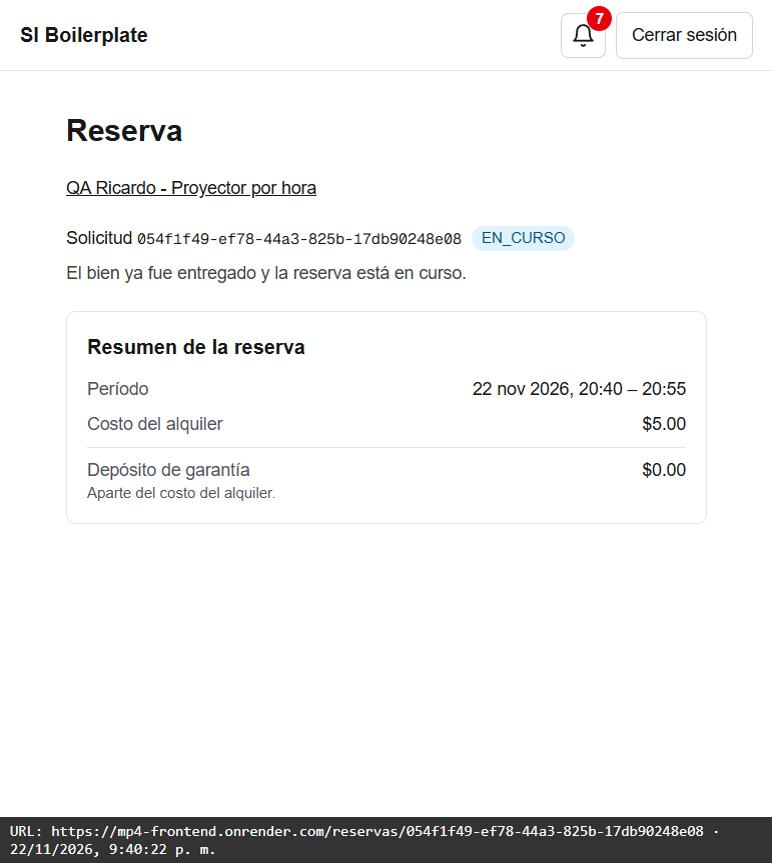 SI Boilerplate
7
Cerrar sesión
Reserva
QA Ricardo - Proyector por hora
Solicitud 054f1f49-ef78-44a3-825b-17db90248e08 EN_CURSO
El bien ya fue entregado y la reserva está en curso.
Resumen de la reserva
Período 22 nov 2026, 20:40 – 20:55
Costo del alquiler $5.00
Depósito de garantía $0.00
Aparte del costo del alquiler.
URL: https://mp4-frontend.onrender.com/reservas/054f1f49-ef78-44a3-825b-17db90248e08 ·
22/11/2026, 9:40:22 p. m.